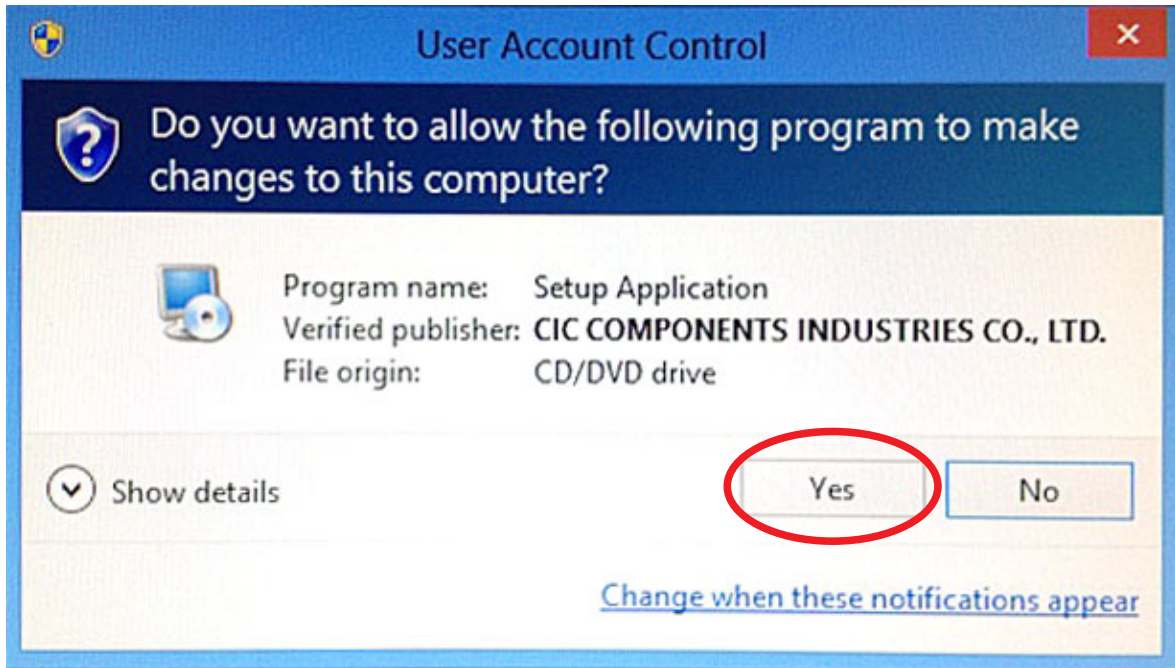 User Account Control
Do you want to allow the following program to make
changes to this computer?
Program name: Setup Application
Verified publisher: CIC COMPONENTS INDUSTRIES CO., LTD.
File origin: CD/DVD drive
Show details
Yes No
Change when these notifications appear